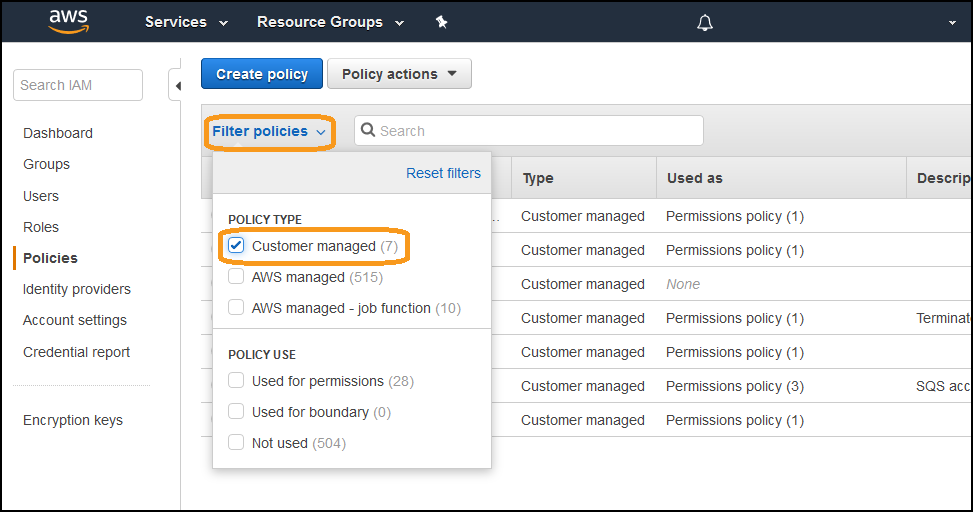 aws Services Resource Groups
Search IAM
Dashboard
Groups
Users
Roles
Policies
Identity providers
Account settings
Credential report
Encryption keys
Create policy Policy actions
Filter policies Search
Reset filters
POLICY TYPE
Customer managed (7)
AWS managed (515)
AWS managed - job function (10)
POLICY USE
Used for permissions (28)
Used for boundary (0)
Not used (504)
Type Used as Descrip
... Customer managed Permissions policy (1)
Customer managed Permissions policy (1)
Customer managed None
Customer managed Permissions policy (1) Terminat
Customer managed Permissions policy (1)
Customer managed Permissions policy (3) SQS acc
Customer managed Permissions policy (1)